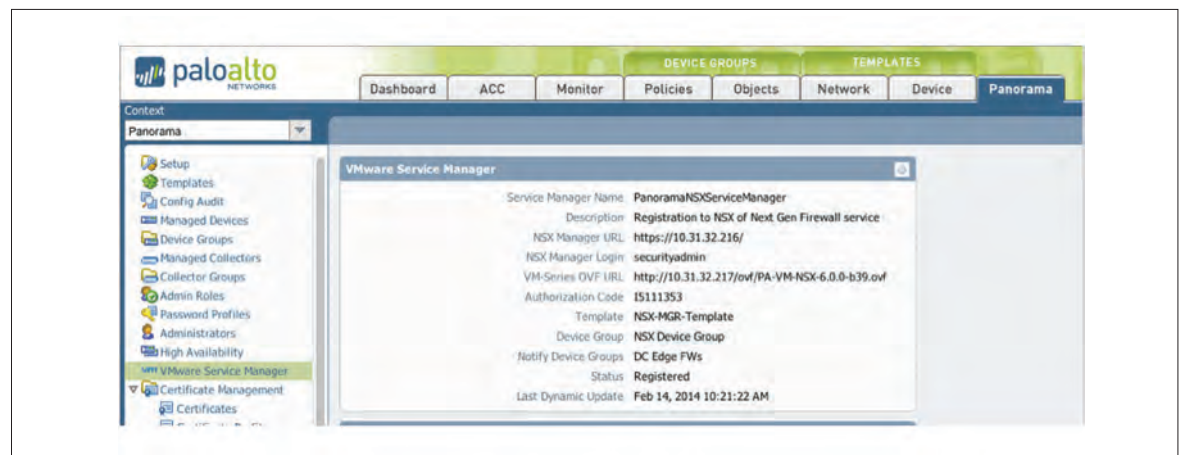 paloalto
NETWORKS
DEVICE GROUPS TEMPLATES
Dashboard ACC Monitor Policies Objects Network Device Panorama
Context
Panorama
Setup
Templates
Config Audit
Managed Devices
Device Groups
Managed Collectors
Collector Groups
Admin Roles
Password Profiles
Administrators
High Availability
VMware Service Manager
Certificate Management
Certificates
VMware Service Manager
Service Manager Name PanoramaNSXServiceManager
Description Registration to NSX of Next Gen Firewall service
NSX Manager URL https://10.31.32.216/
NSX Manager Login securityadmin
VM-Series OVF URL http://10.31.32.217/ovf/PA-VM-NSX-6.0.0-b39.ovf
Authorization Code I5111353
Template NSX-MGR-Template
Device Group NSX Device Group
Notify Device Groups DC Edge FWs
Status Registered
Last Dynamic Update Feb 14, 2014 10:21:22 AM